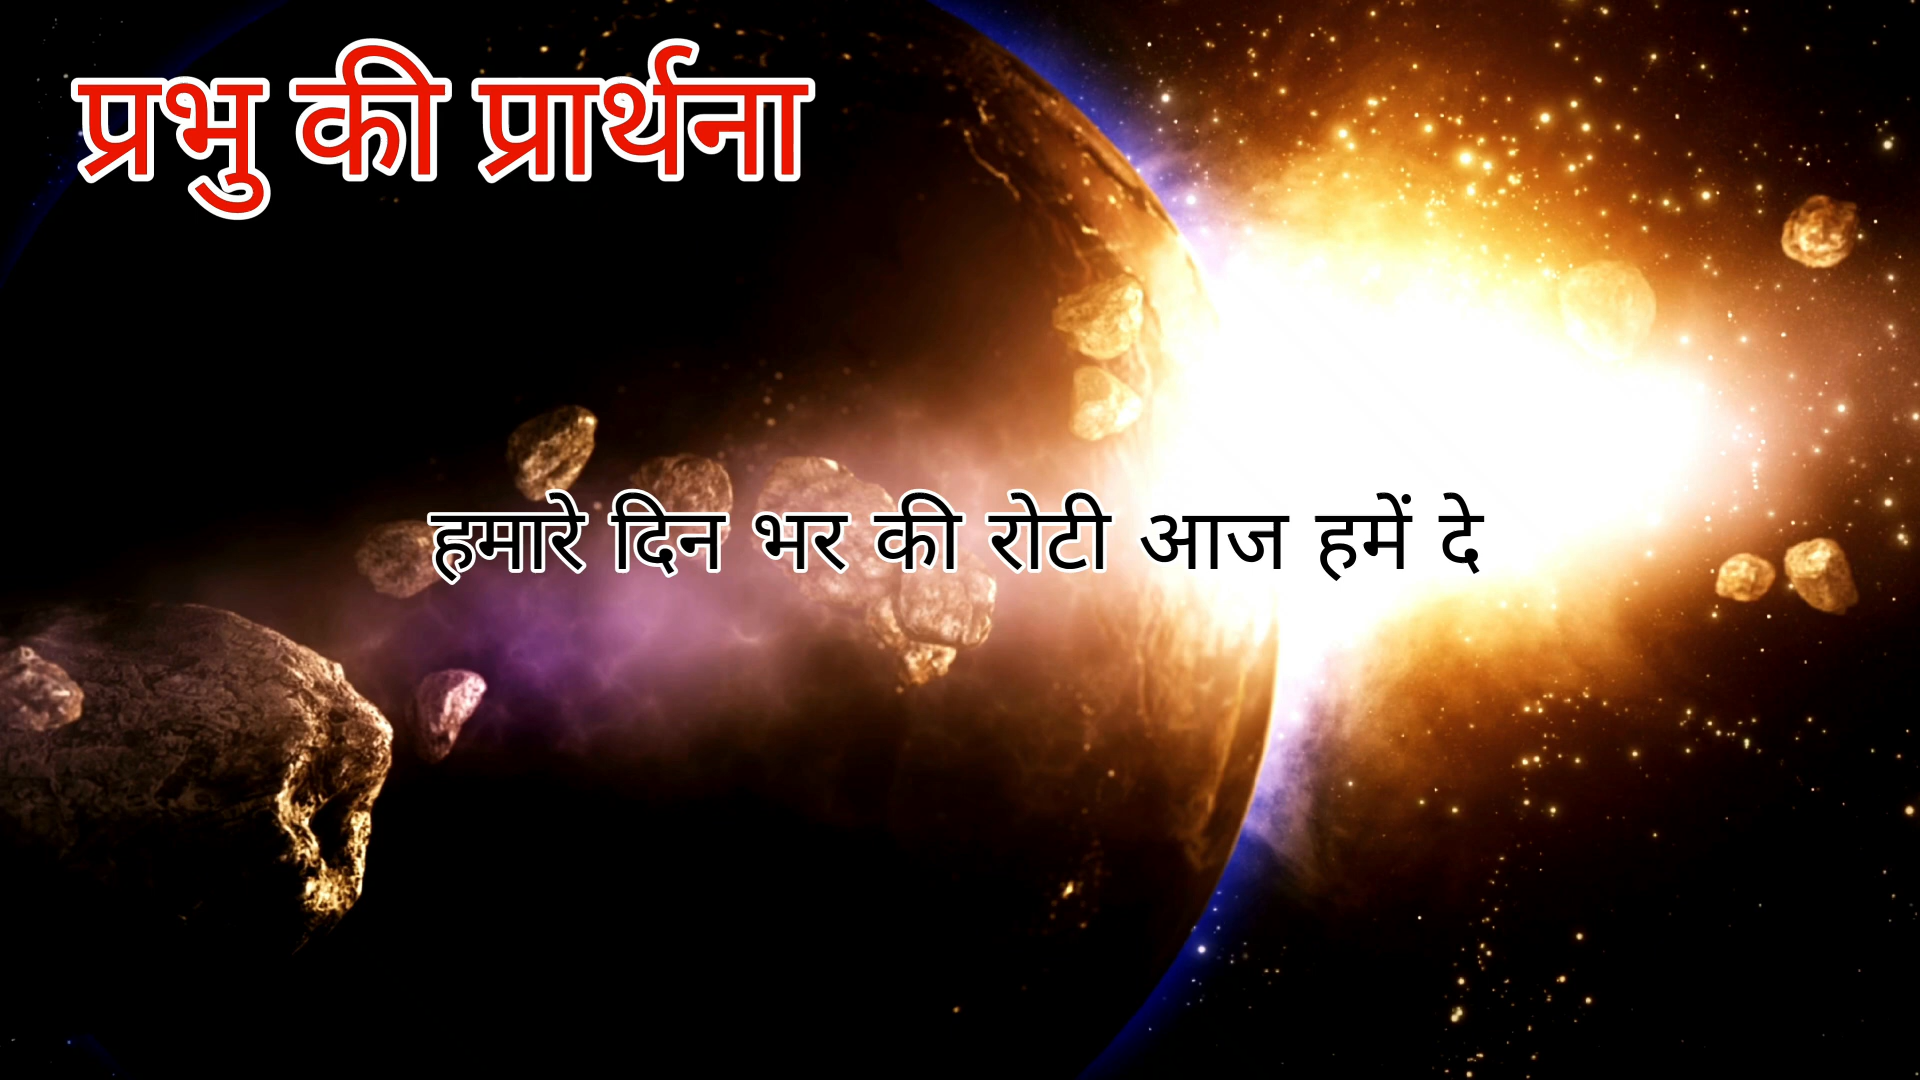 प्रभु की प्रार्थना
हमारे दिन भर की रोटी आज हमें दे